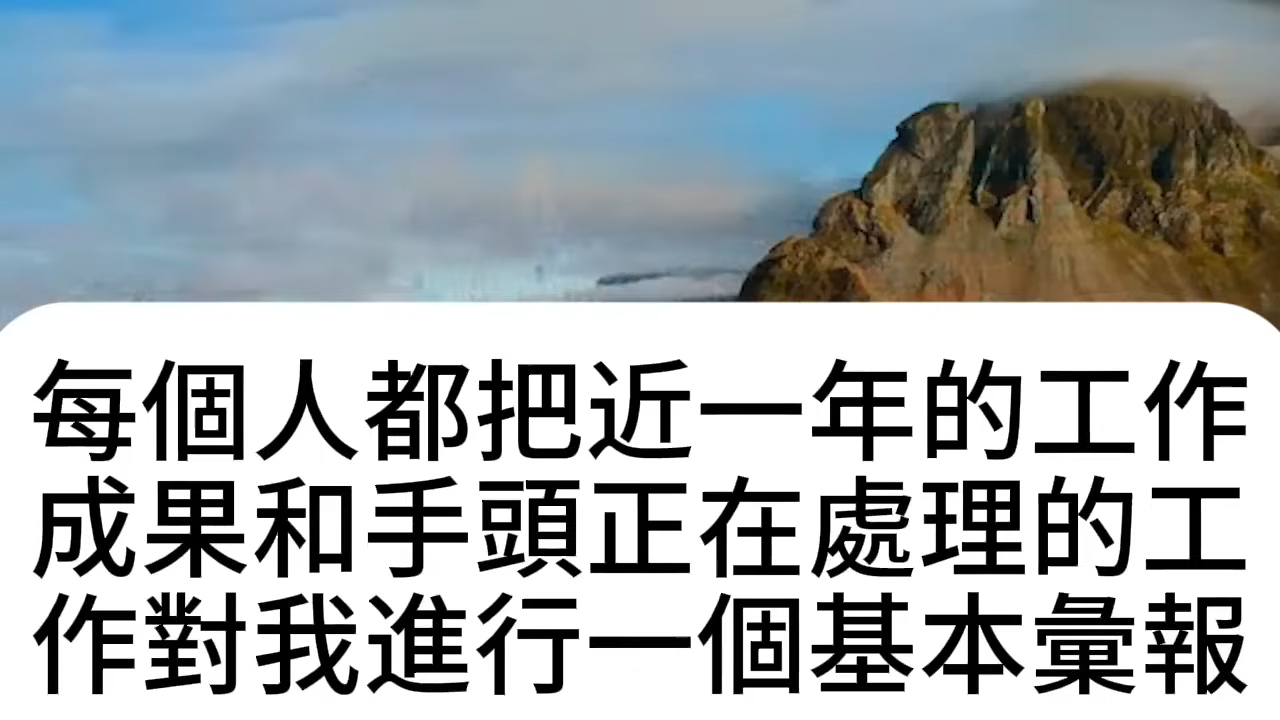 每個人都把近一年的工作
成果和手頭正在處理的工
作對我進行一個基本彙報